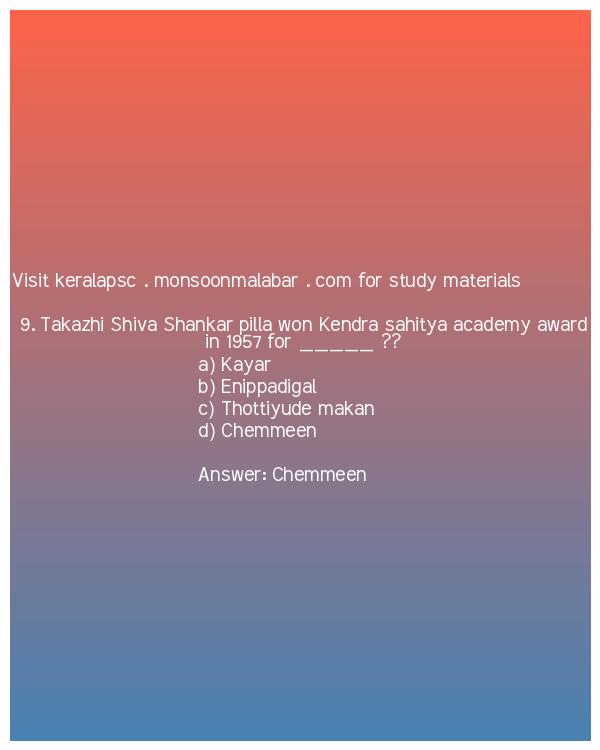 Visit keralapsc . monsoonmalabar . com for study materials
9. Takazhi Shiva Shankar pilla won Kendra sahitya academy award
in 1957 for _____ ??
a) Kayar
b) Enippadigal
c) Thottiyude makan
d) Chemmeen
Answer: Chemmeen